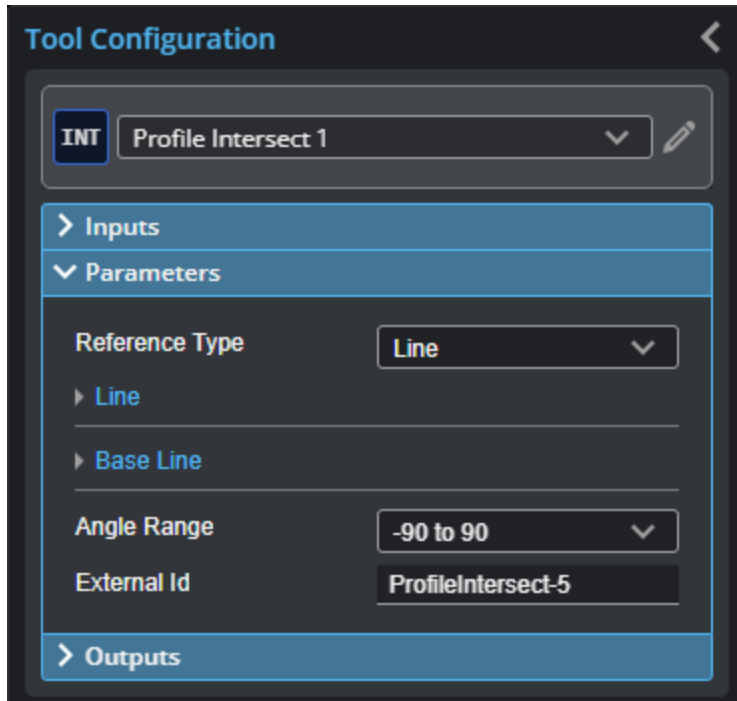 Tool Configuration
INT Profile Intersect 1
Inputs
Parameters
Reference Type Line
Line
Base Line
Angle Range -90 to 90
External Id ProfileIntersect-5
Outputs